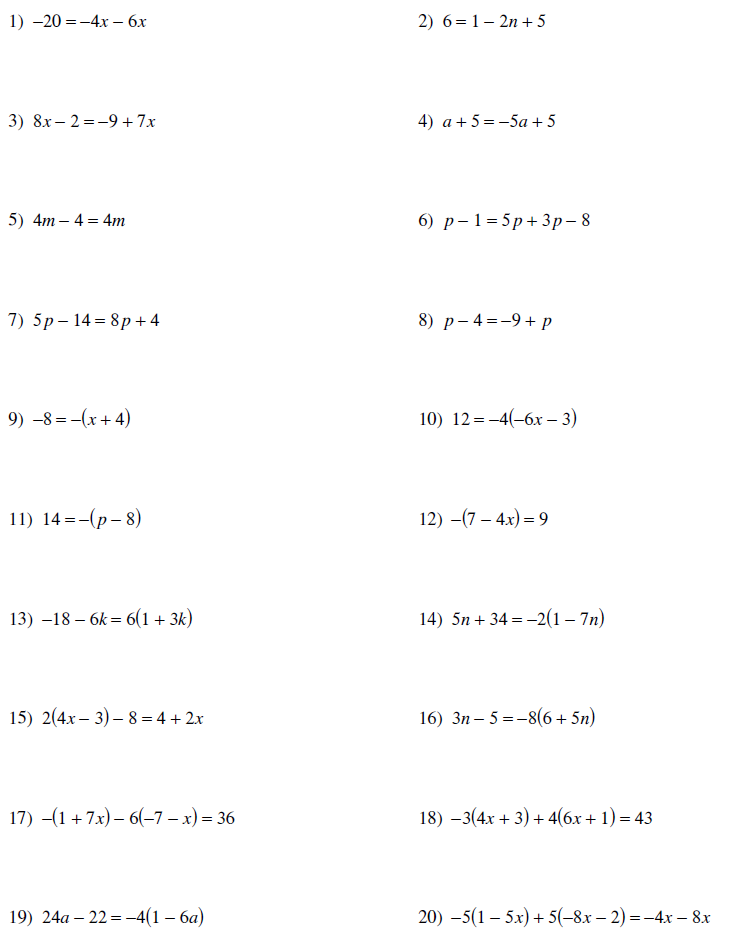 1) –20 = –4x – 6x
2) 6 = 1 – 2n + 5
3) 8x – 2 = –9 + 7x
4) a + 5 = –5a + 5
5) 4m – 4 = 4m
6) p – 1 = 5p + 3p – 8
7) 5p – 14 = 8p + 4
8) p – 4 = –9 + p
9) –8 = –(x + 4)
10) 12 = –4(–6x – 3)
11) 14 = –(p – 8)
12) –(7 – 4x) = 9
13) –18 – 6k = 6(1 + 3k)
14) 5n + 34 = –2(1 – 7n)
15) 2(4x – 3) – 8 = 4 + 2x
16) 3n – 5 = –8(6 + 5n)
17) –(1 + 7x) – 6(–7 – x) = 36
18) –3(4x + 3) + 4(6x + 1) = 43
19) 24a – 22 = –4(1 – 6a)
20) –5(1 – 5x) + 5(–8x – 2) = –4x – 8x